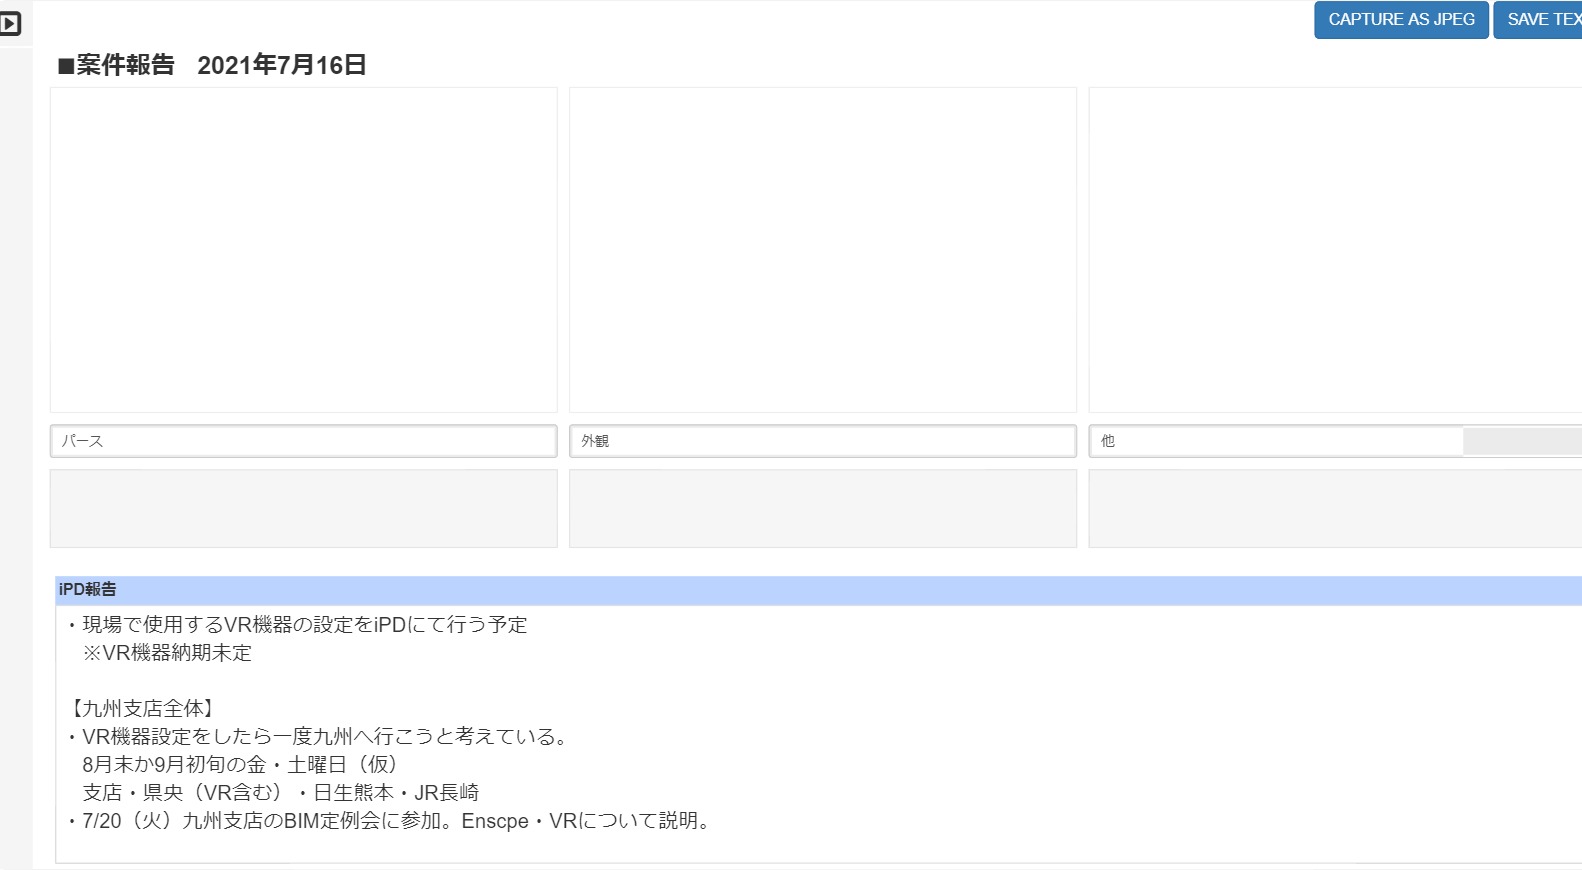 CAPTURE AS JPEG
SAVE TEX
■案件報告　2021年7月16日
パース
外観
他
iPD報告
・現場で使用するVR機器の設定をiPDにて行う予定
※VR機器納期未定
【九州支店全体】
・VR機器設定をしたら一度九州へ行こうと考えている。
8月末か9月初旬の金・土曜日（仮）
支店・県央（VR含む）・日生熊本・JR長崎
・7/20（火）九州支店のBIM定例会に参加。Enscpe・VRについて説明。